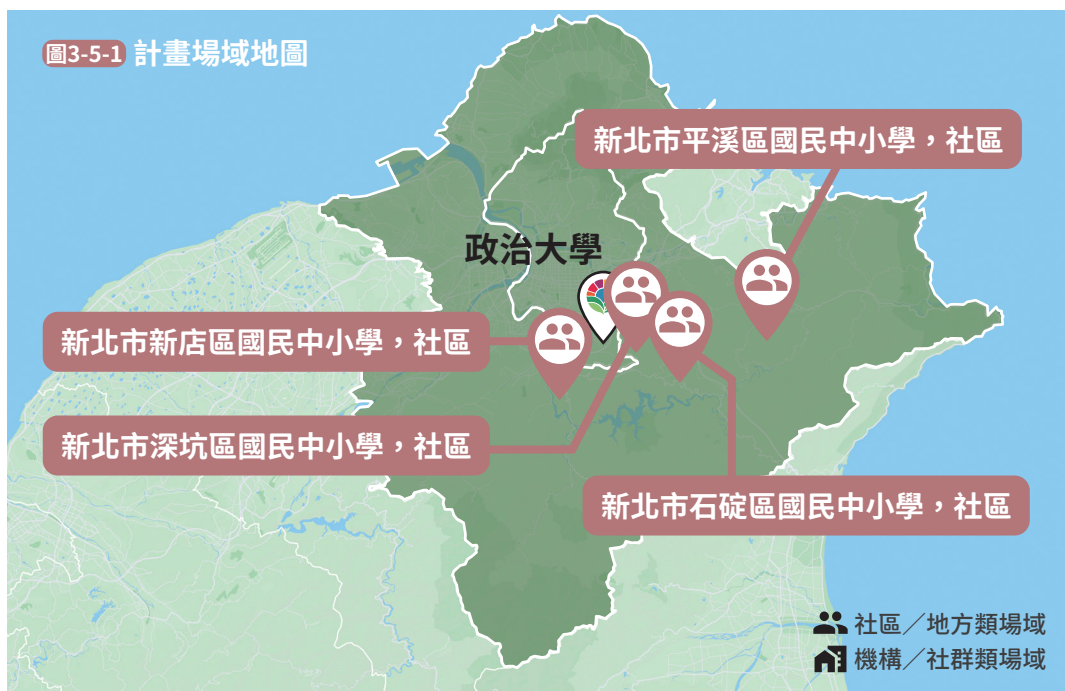 圖3-5-1 計畫場域地圖
新北市平溪區國民中小學，社區
政治大學
新北市新店區國民中小學，社區
新北市深坑區國民中小學，社區
新北市石碇區國民中小學，社區
社區／地方類場域
機構／社群類場域